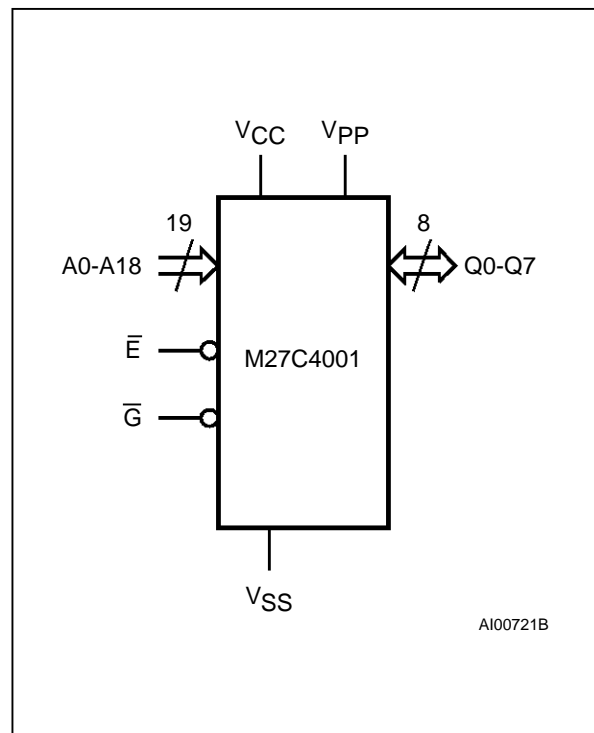 VCC VPP
19 8
A0-A18 Q0-Q7
E̅
M27C4001
G̅
VSS
AI00721B